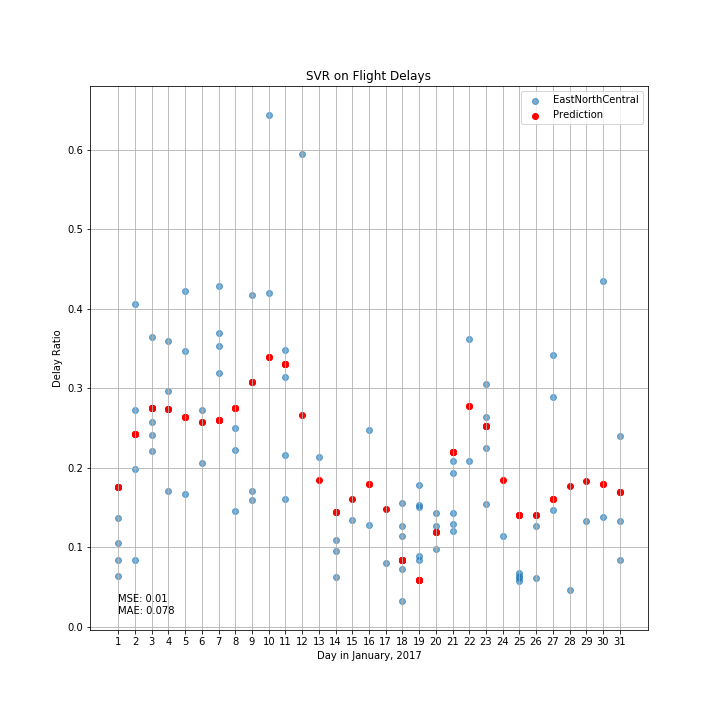 SVR on Flight Delays
EastNorthCentral
Prediction
0.6
0.5
0.4
0.3
0.2
0.1
0.0
Delay Ratio
MSE: 0.01
MAE: 0.078
1 2 3 4 5 6 7 8 9 10 11 12 13 14 15 16 17 18 19 20 21 22 23 24 25 26 27 28 29 30 31
Day in January, 2017